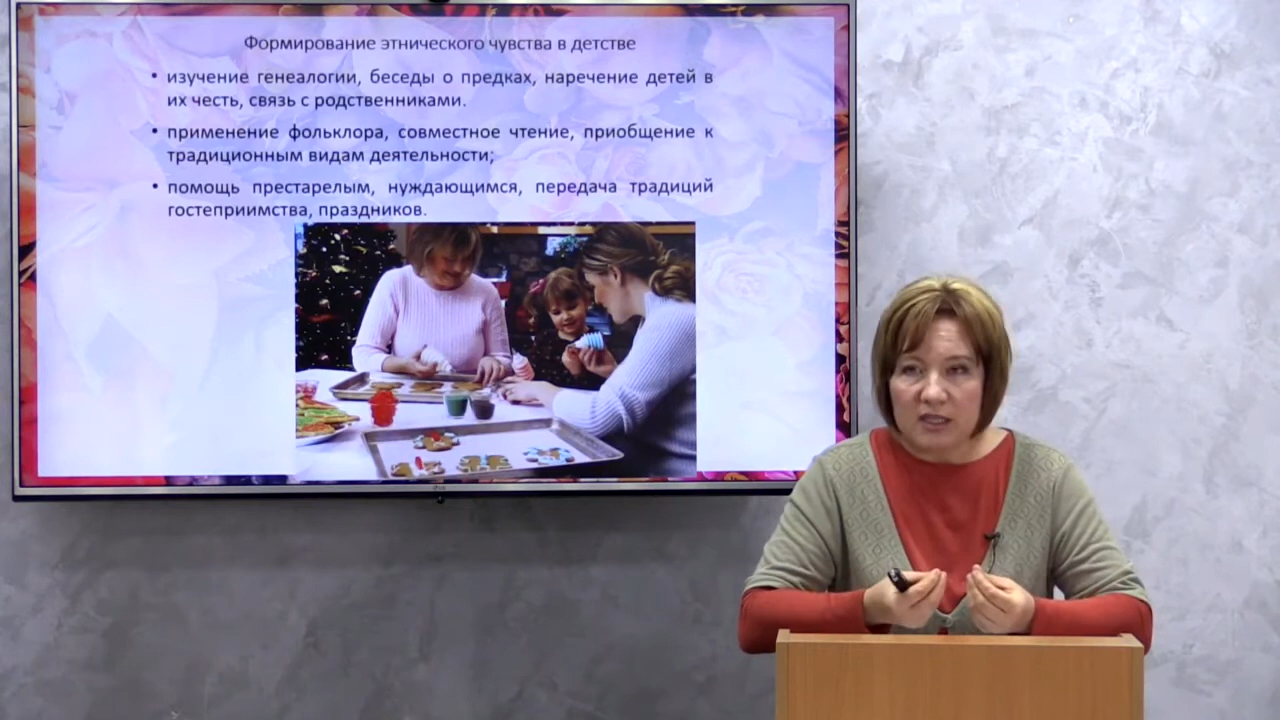 Формирование этнического чувства в детстве
• изучение генеалогии, беседы о предках, наречение детей в
их честь, связь с родственниками.
• применение фольклора, совместное чтение, приобщение к
традиционным видам деятельности;
• помощь престарелым, нуждающимся, передача традиций
гостеприимства, праздников.
LG